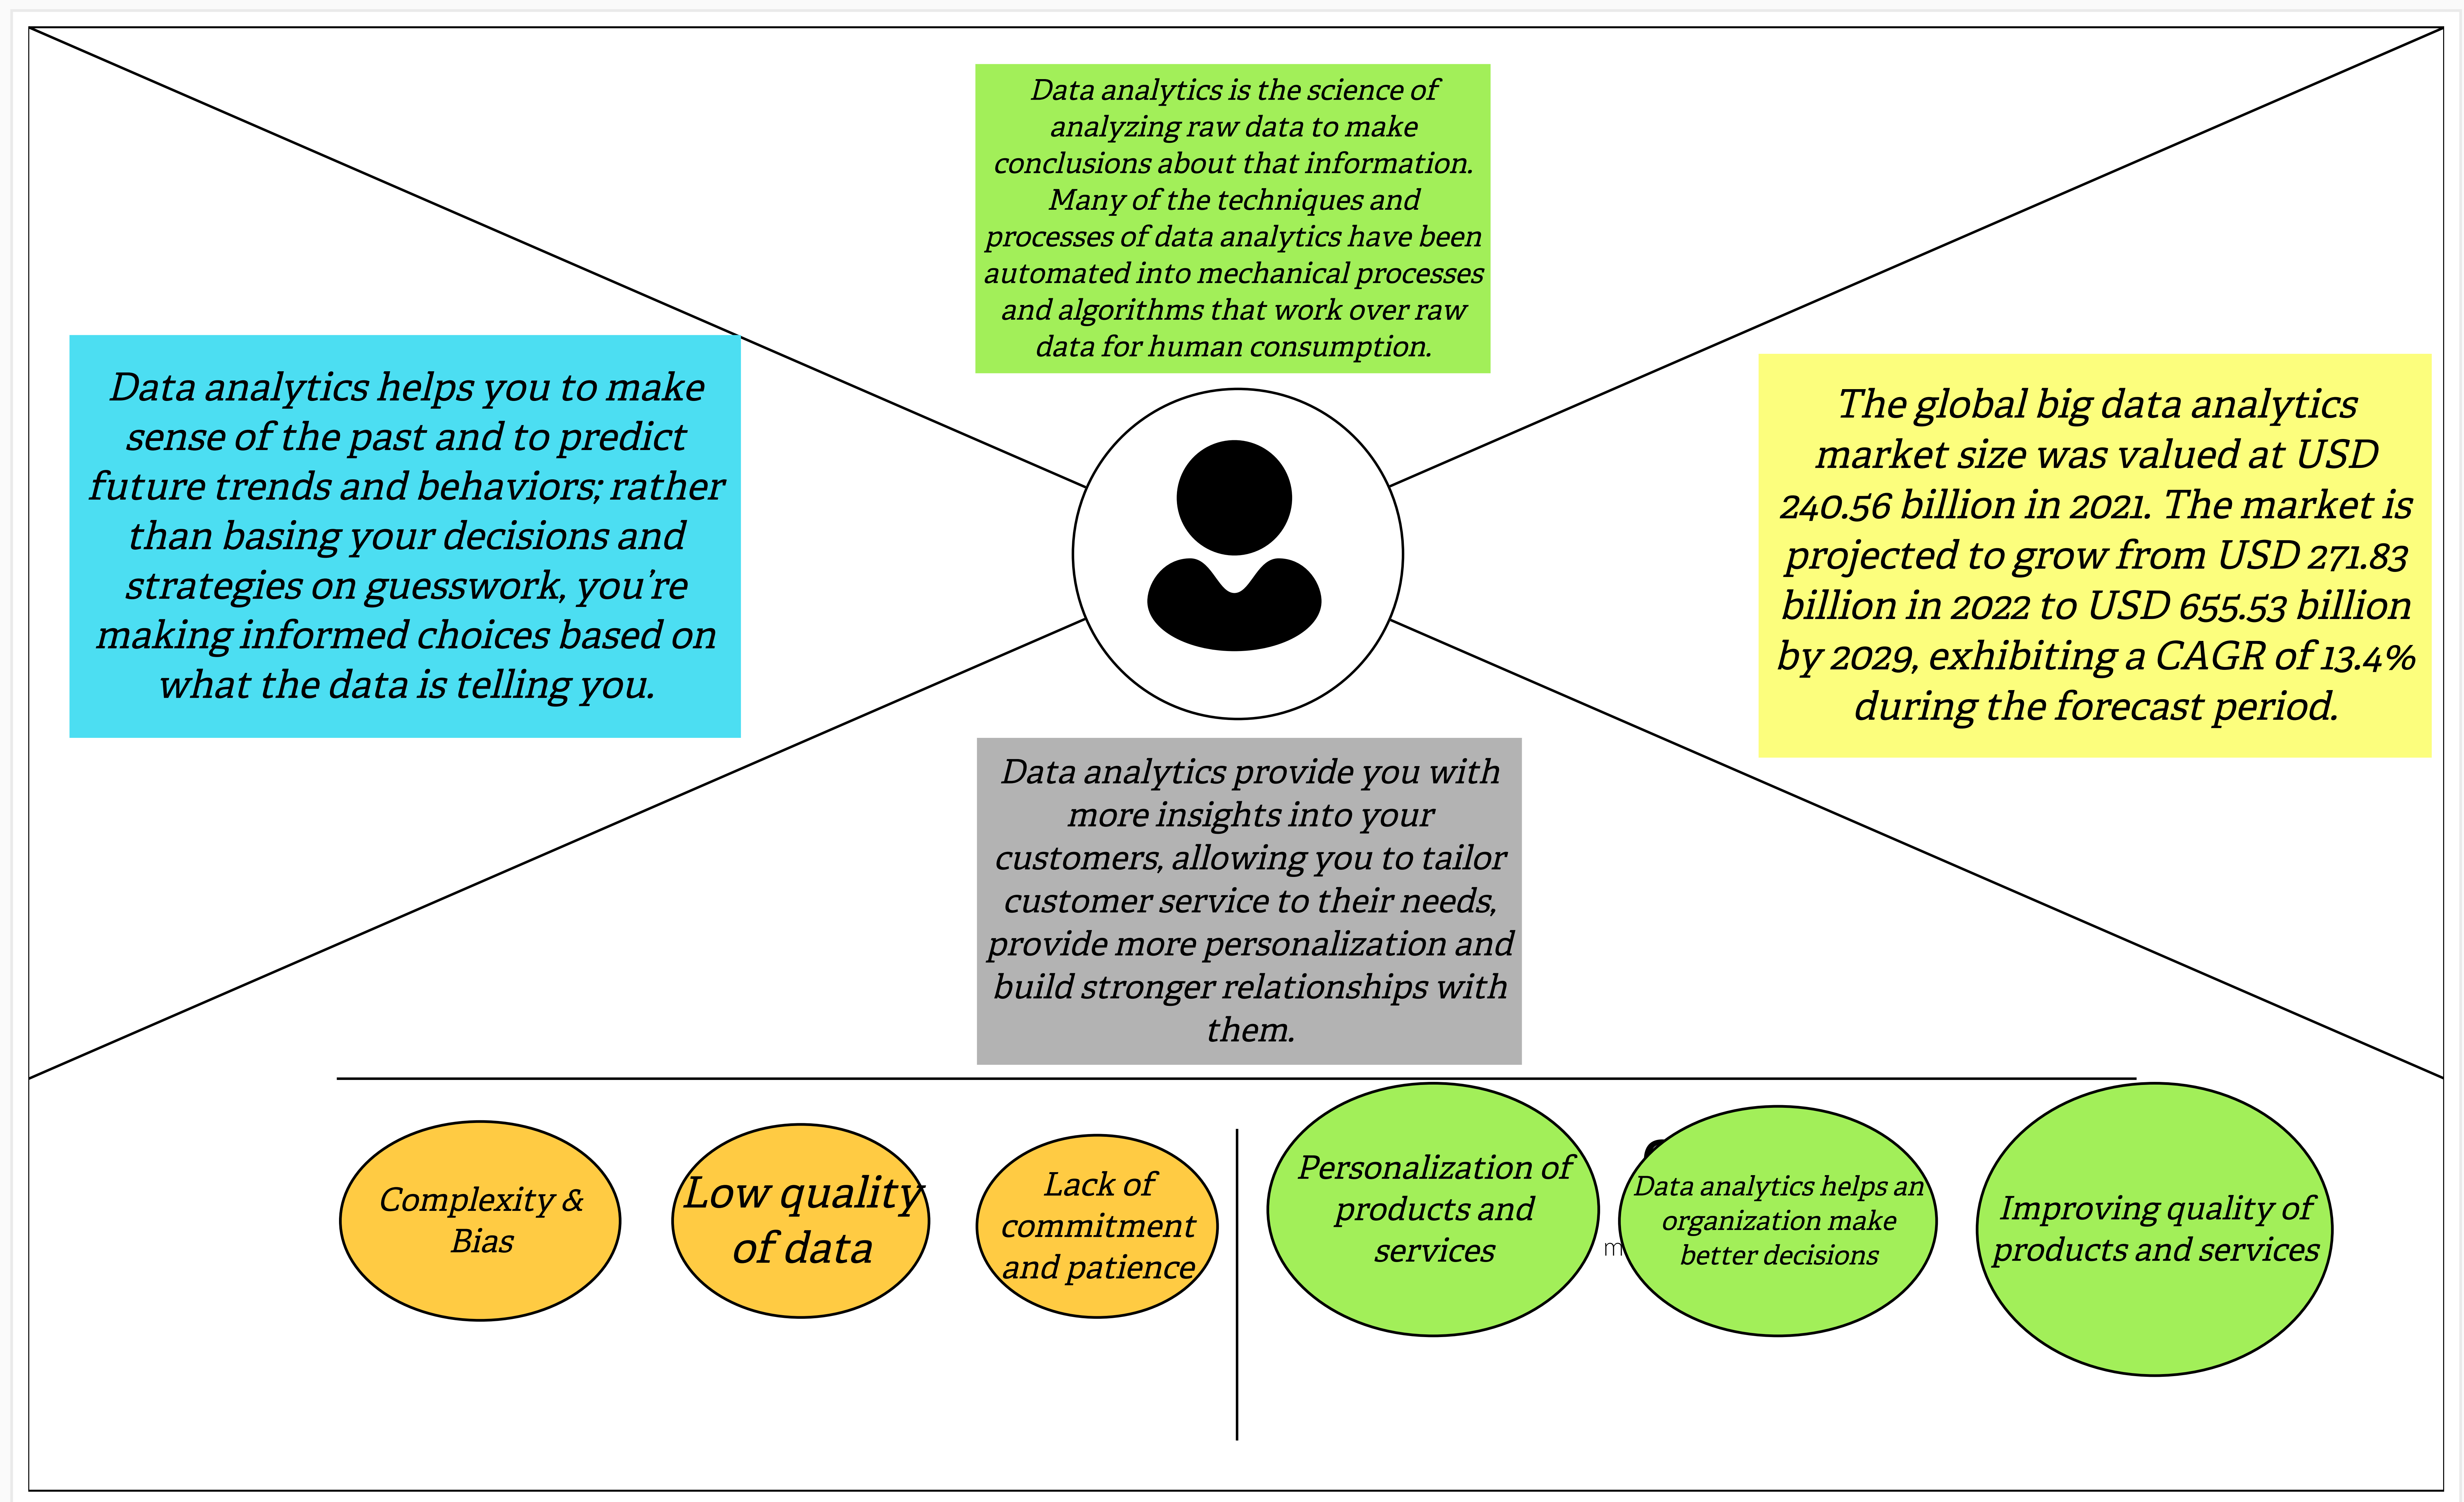 Data analytics is the science of
analyzing raw data to make
conclusions about that information.
Many of the techniques and
processes of data analytics have been
automated into mechanical processes
and algorithms that work over raw
data for human consumption.
Data analytics helps you to make
sense of the past and to predict
future trends and behaviors; rather
than basing your decisions and
strategies on guesswork, you’re
making informed choices based on
what the data is telling you.
The global big data analytics
market size was valued at USD
240.56 billion in 2021. The market is
projected to grow from USD 271.83
billion in 2022 to USD 655.53 billion
by 2029, exhibiting a CAGR of 13.4%
during the forecast period.
Data analytics provide you with
more insights into your
customers, allowing you to tailor
customer service to their needs,
provide more personalization and
build stronger relationships with
them.
Complexity &
Bias
Low quality
of data
Lack of
commitment
and patience
Personalization of
products and
services
Data analytics helps an
organization make
better decisions
Improving quality of
products and services